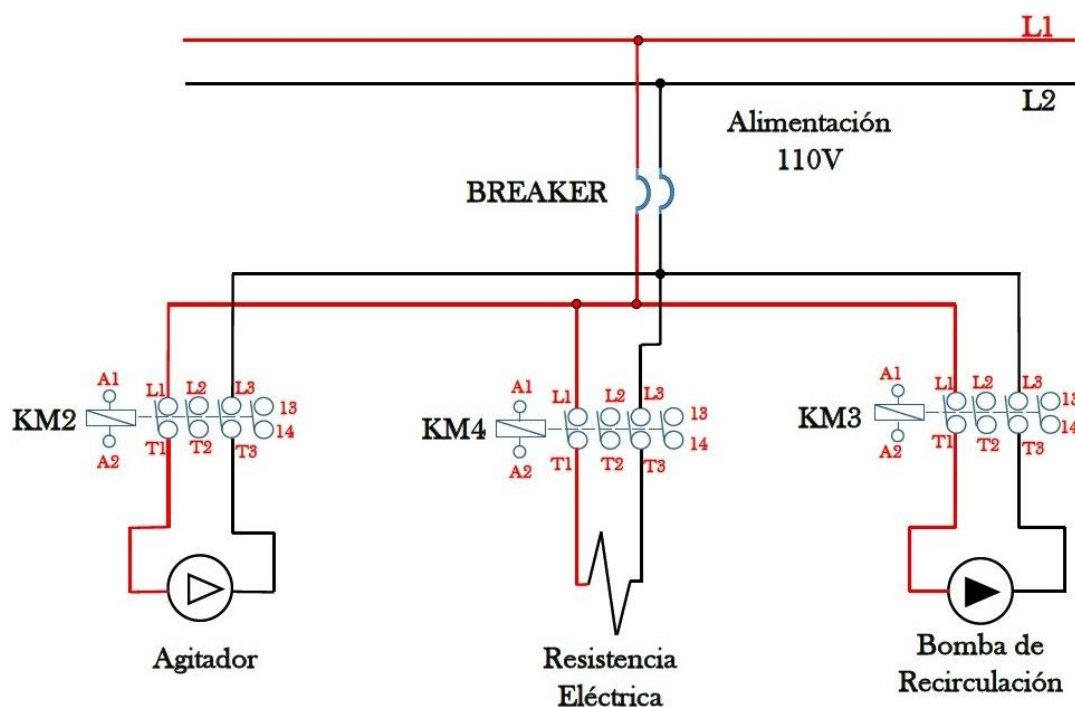 L1
L2
Alimentación
110V
BREAKER
KM2
A1
A2
L1
L2
L3
13
14
T1
T2
T3
KM4
A1
A2
L1
L2
L3
13
14
T1
T2
T3
KM3
A1
A2
L1
L2
L3
13
14
T1
T2
T3
Agitador
Resistencia
Eléctrica
Bomba de
Recirculación